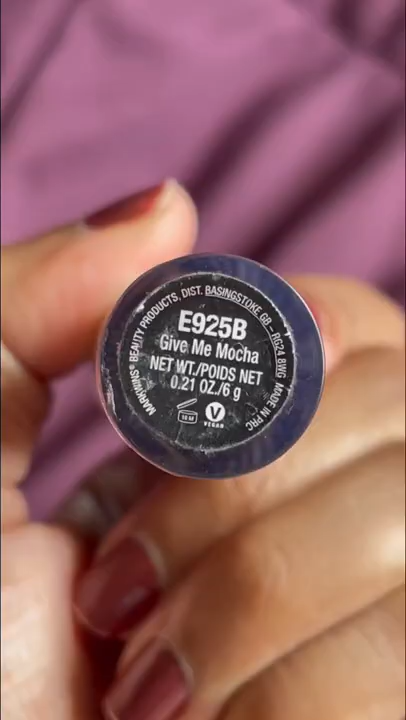 MARKWINS® BEAUTY PRODUCTS, DIST. BASINGSTOKE GB – RG24 8WG MADE IN PRC
E925B
Give Me Mocha
NET WT./POIDS NET
0.21 OZ./6 g
18 M
V
VEGAN